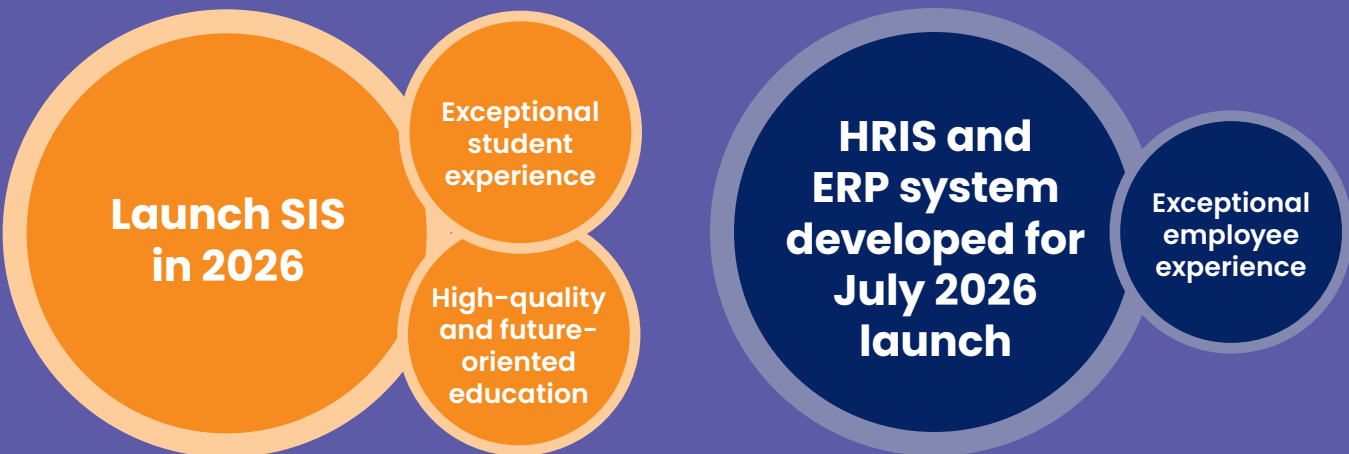 Launch SIS
in 2026
Exceptional
student
experience
High-quality
and future-
oriented
education
HRIS and
ERP system
developed for
July 2026
launch
Exceptional
employee
experience